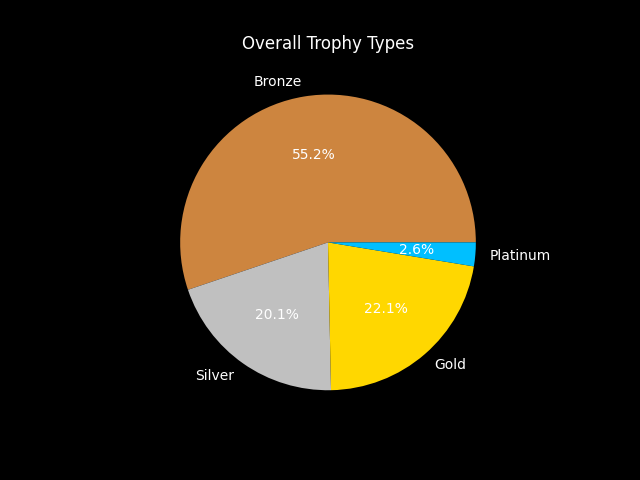 Overall Trophy Types
Bronze
55.2%
2.6%
Platinum
20.1%
22.1%
Gold
Silver